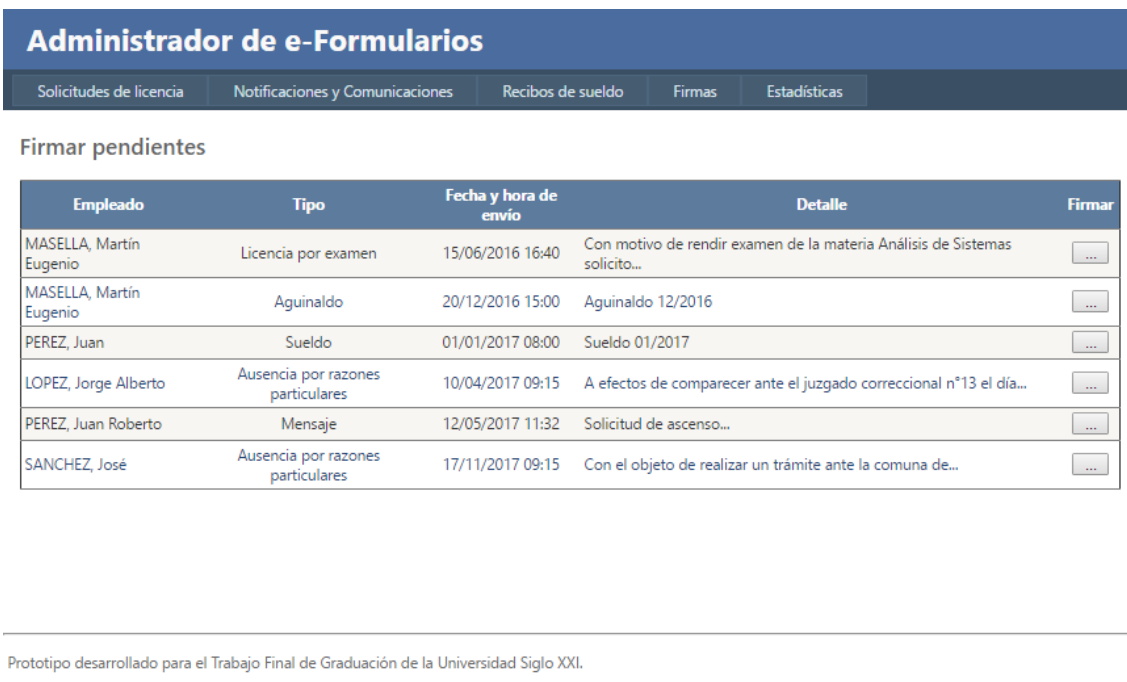 Administrador de e-Formularios
Solicitudes de licencia Notificaciones y Comunicaciones Recibos de sueldo Firmas Estadísticas
Firmar pendientes
Empleado Tipo Fecha y hora de envío Detalle Firmar
MASELLA, Martín Eugenio Licencia por examen 15/06/2016 16:40 Con motivo de rendir examen de la materia Análisis de Sistemas solicito... ...
MASELLA, Martín Eugenio Aguinaldo 20/12/2016 15:00 Aguinaldo 12/2016 ...
PEREZ, Juan Sueldo 01/01/2017 08:00 Sueldo 01/2017 ...
LOPEZ, Jorge Alberto Ausencia por razones particulares 10/04/2017 09:15 A efectos de comparecer ante el juzgado correccional n°13 el día... ...
PEREZ, Juan Roberto Mensaje 12/05/2017 11:32 Solicitud de ascenso... ...
SANCHEZ, José Ausencia por razones particulares 17/11/2017 09:15 Con el objeto de realizar un trámite ante la comuna de... ...
Prototipo desarrollado para el Trabajo Final de Graduación de la Universidad Siglo XXI.